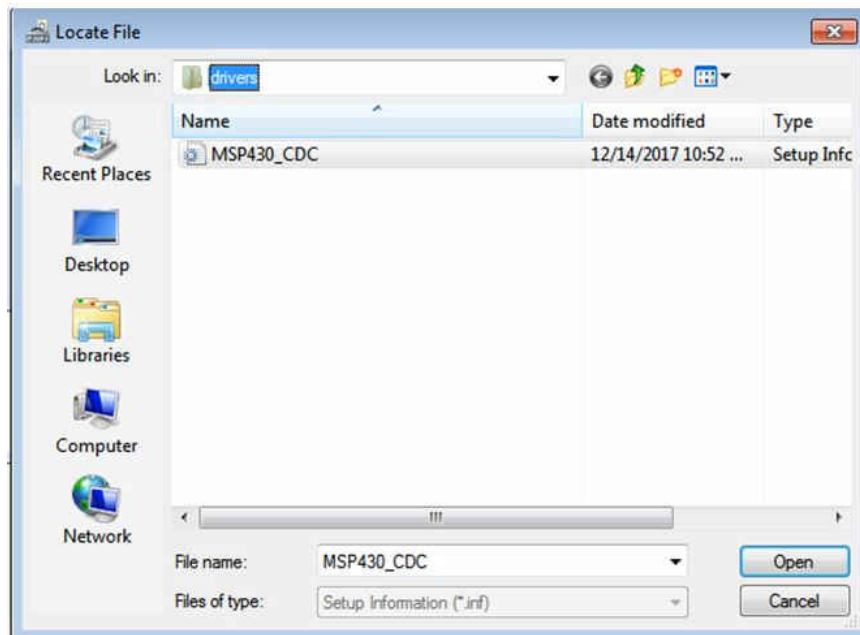 Locate File
Look in: drivers
Name Date modified Type
MSP430_CDC 12/14/2017 10:52 ... Setup Infc
Recent Places
Desktop
Libraries
Computer
Network
File name: MSP430_CDC Open
Files of type: Setup Information ("inf) Cancel